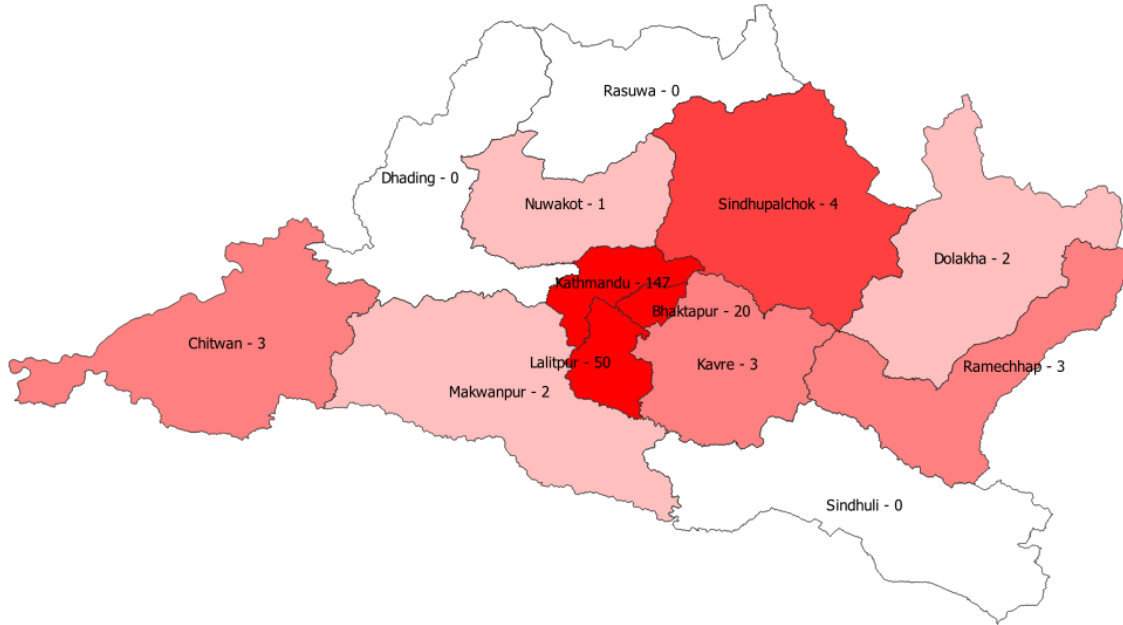 Rasuwa - 0
Dhading - 0
Nuwakot - 1
Sindhupalchok - 4
Dolakha - 2
Kathmandu - 147
Bhaktapur - 20
Chitwan - 3
Lalitpur - 50
Kavre - 3
Ramechhap - 3
Makwanpur - 2
Sindhuli - 0